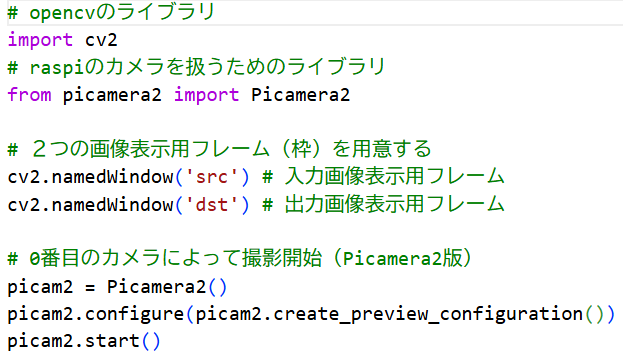 # opencvのライブラリ
import cv2
# raspiのカメラを扱うためのライブラリ
from picamera2 import Picamera2
# ２つの画像表示用フレーム（枠）を用意する
cv2.namedWindow('src') # 入力画像表示用フレーム
cv2.namedWindow('dst') # 出力画像表示用フレーム
# 0番目のカメラによって撮影開始（Picamera2版）
picam2 = Picamera2()
picam2.configure(picam2.create_preview_configuration())
picam2.start()